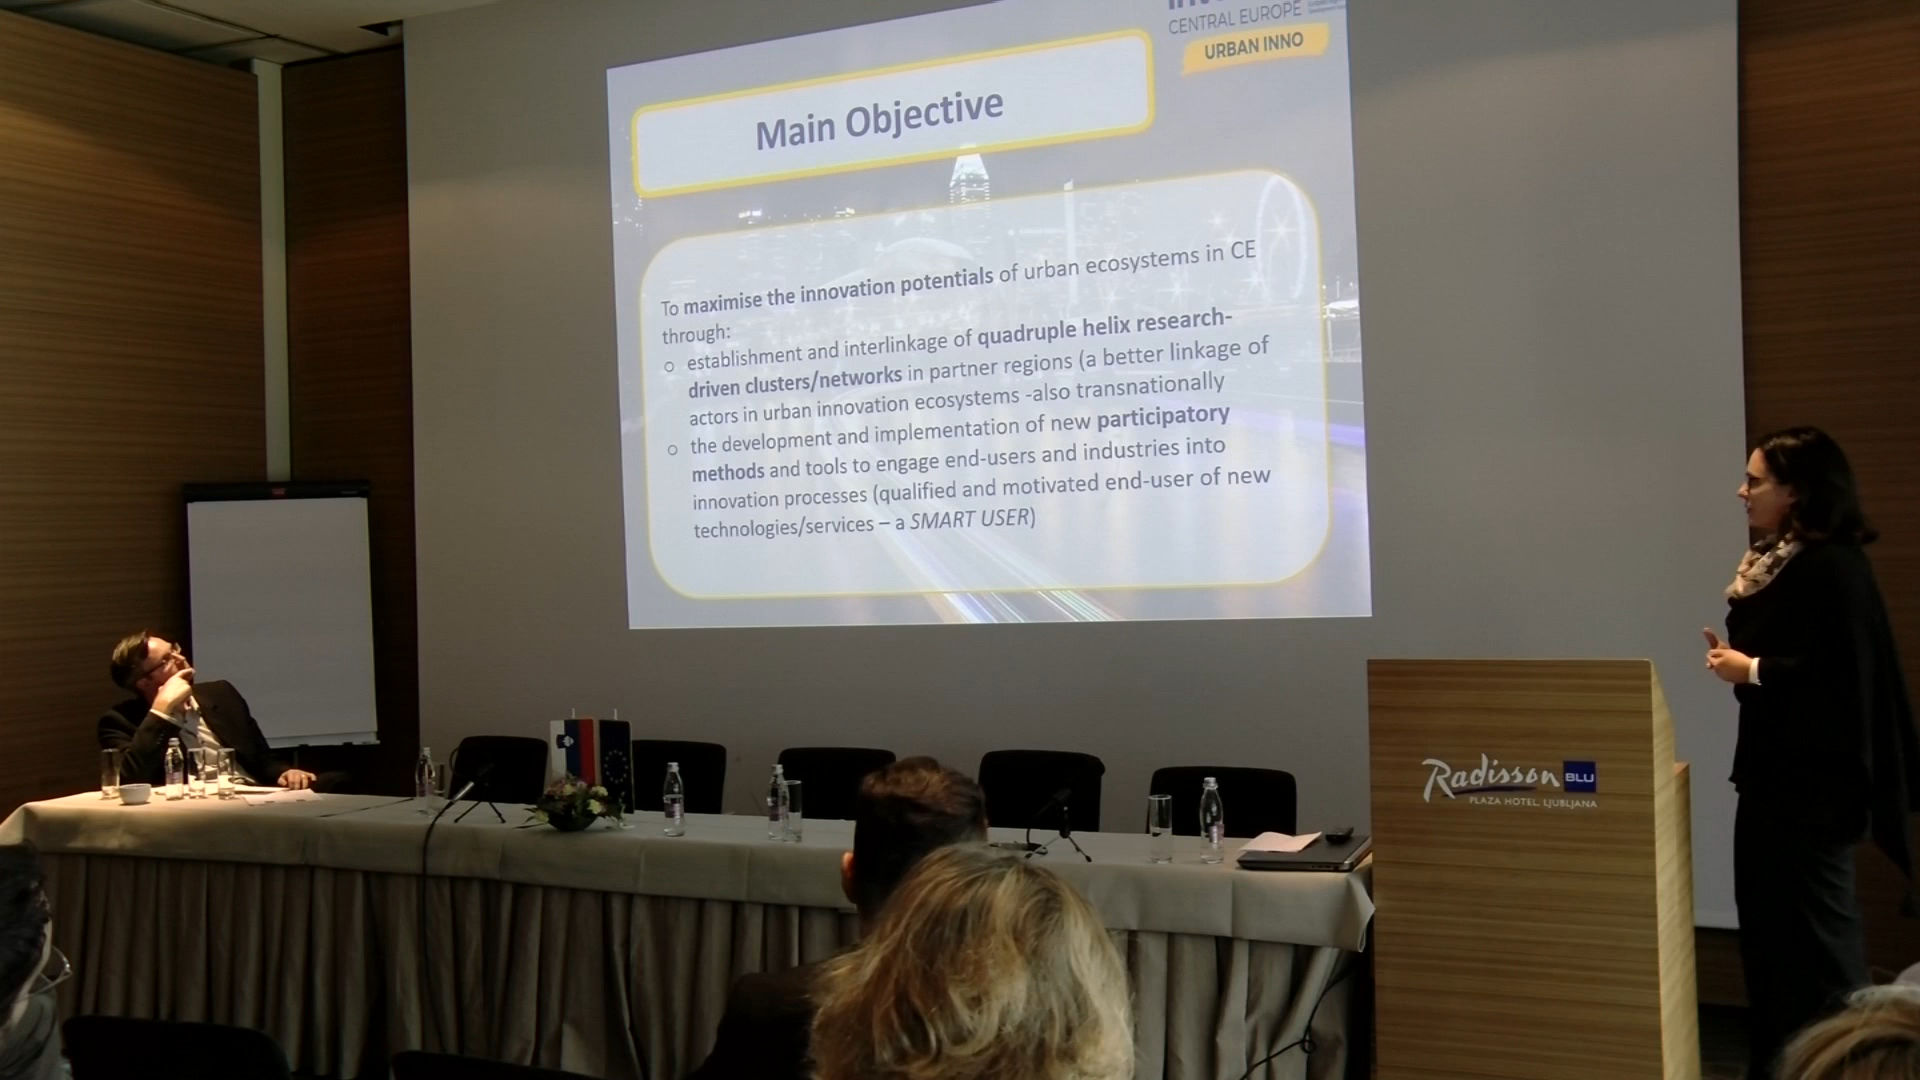 CENTRAL EUROPE
URBAN INNO
Main Objective
To maximise the innovation potentials of urban ecosystems in CE
through:
o establishment and interlinkage of quadruple helix research-
driven clusters/networks in partner regions (a better linkage of
actors in urban innovation ecosystems -also transnationally
o the development and implementation of new participatory
methods and tools to engage end-users and industries into
innovation processes (qualified and motivated end-user of new
technologies/services – a SMART USER)
Radisson BLU
PLAZA HOTEL, LJUBLJANA